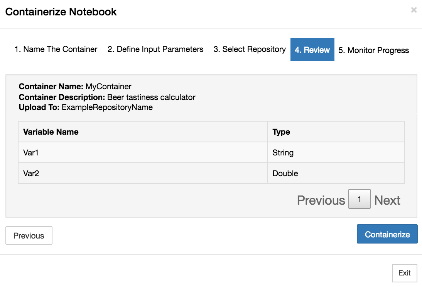 Containerize Notebook
×
1. Name The Container 2. Define Input Parameters 3. Select Repository 4. Review 5. Monitor Progress
Container Name: MyContainer
Container Description: Beer tastiness calculator
Upload To: ExampleRepositoryName
Variable Name Type
Var1 String
Var2 Double
Previous 1 Next
Previous Containerize
Exit